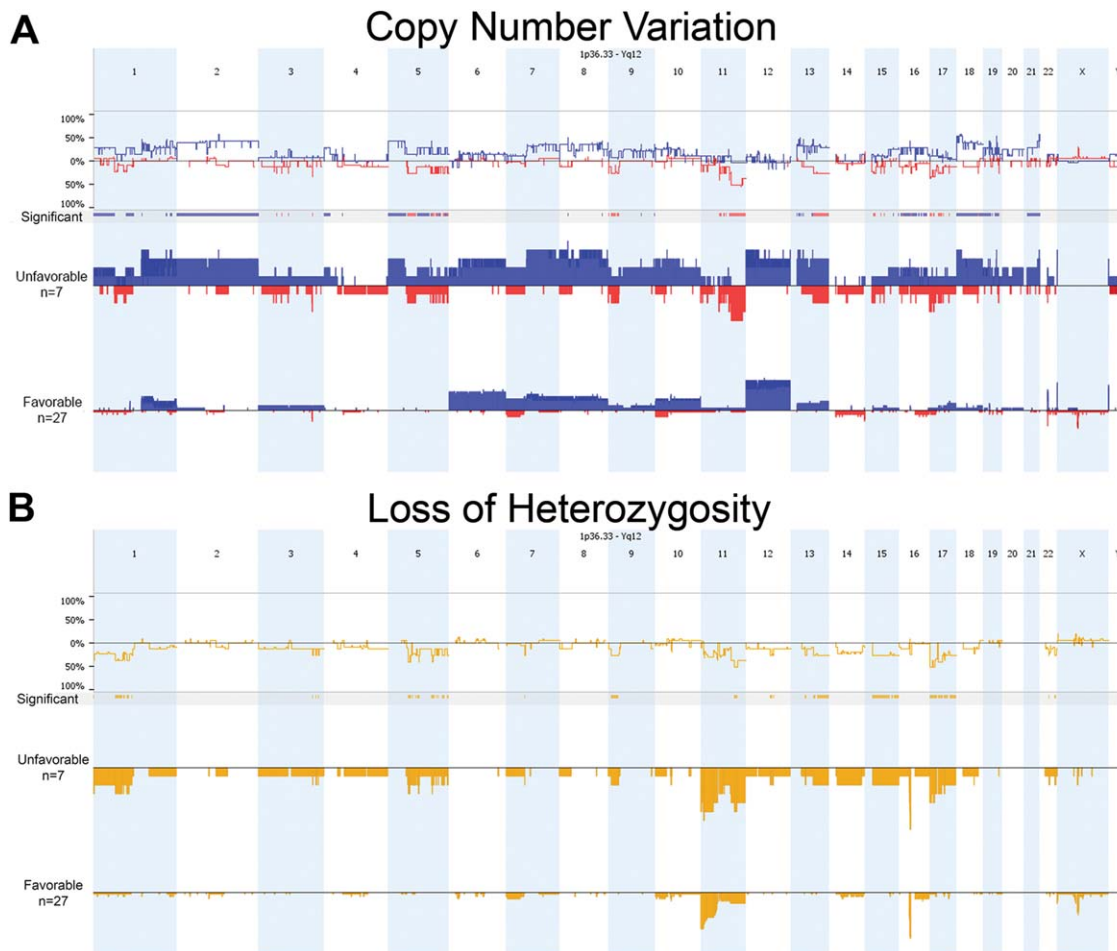 A
Copy Number Variation
1p36.33 - Yq12
1 2 3 4 5 6 7 8 9 10 11 12 13 14 15 16 17 18 19 20 21 22 X
100%
50%
0%
50%
100%
Significant
Unfavorable
n=7
Favorable
n=27
B
Loss of Heterozygosity
1p36.33 - Yq12
1 2 3 4 5 6 7 8 9 10 11 12 13 14 15 16 17 18 19 20 21 22 X
100%
50%
0%
50%
100%
Significant
Unfavorable
n=7
Favorable
n=27